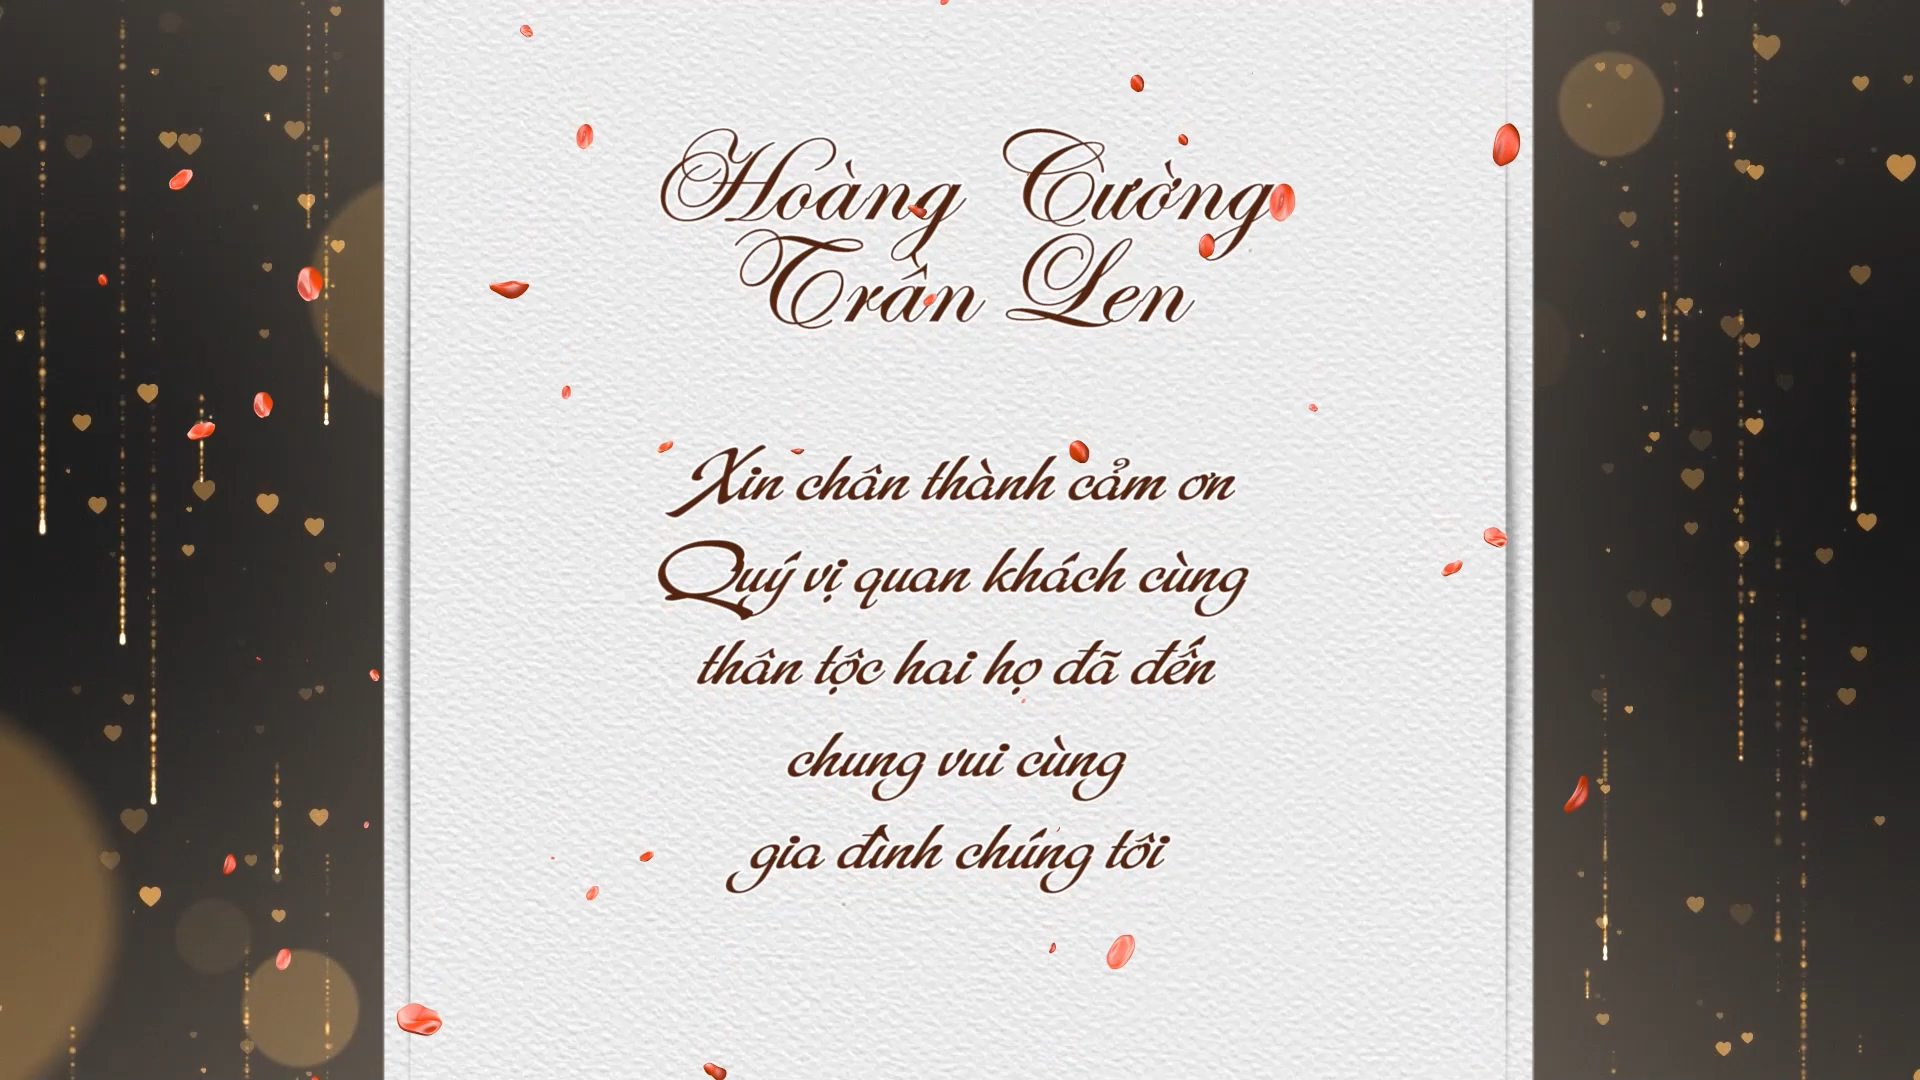 Hoàng Cường
Trần Len
Xin chân thành cảm ơn
Quý vị quan khách cùng
thân tộc hai họ đã đến
chung vui cùng
gia đình chúng tôi